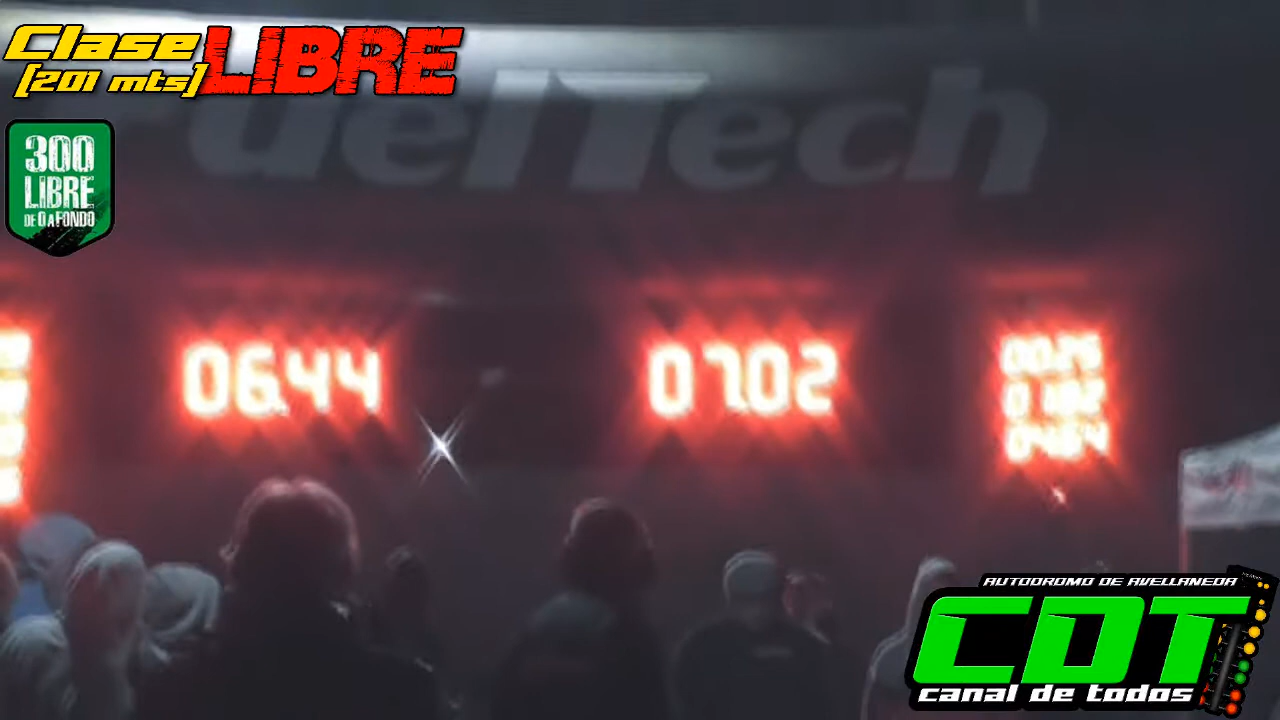 Clase LIBRE
[201 mts]
300
LIBRE
DE 0 A FONDO
FuelTech
06.44
07.02
AUTODROMO DE AVELLANEDA
CDT
canal de todos